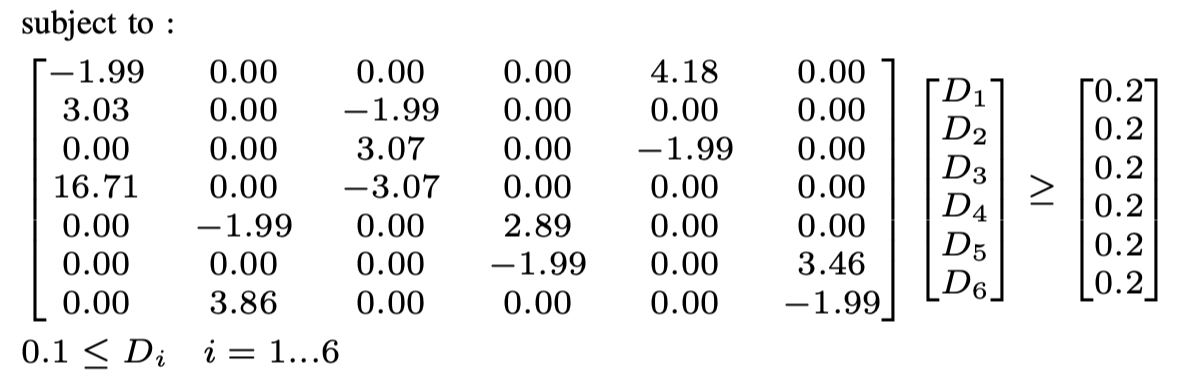 subject to :
−1.99 0.00 0.00 0.00 4.18 0.00
3.03 0.00 −1.99 0.00 0.00 0.00
0.00 0.00 3.07 0.00 −1.99 0.00
16.71 0.00 −3.07 0.00 0.00 0.00
0.00 −1.99 0.00 2.89 0.00 0.00
0.00 0.00 0.00 −1.99 0.00 3.46
0.00 3.86 0.00 0.00 0.00 −1.99
D₁
D₂
D₃
D₄
D₅
D₆
≥
0.2
0.2
0.2
0.2
0.2
0.2
0.1 ≤ Dᵢ i = 1...6